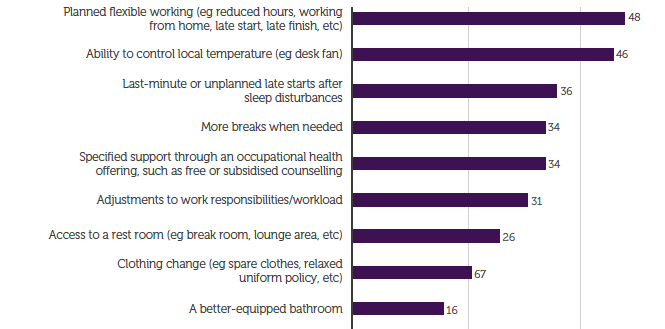 Planned flexible working (eg reduced hours, working
from home, late start, late finish, etc)
48
Ability to control local temperature (eg desk fan)
46
Last-minute or unplanned late starts after
sleep disturbances
36
More breaks when needed
34
Specified support through an occupational health
offering, such as free or subsidised counselling
34
Adjustments to work responsibilities/workload
31
Access to a rest room (eg break room, lounge area, etc)
26
Clothing change (eg spare clothes, relaxed
uniform policy, etc)
67
A better-equipped bathroom
16